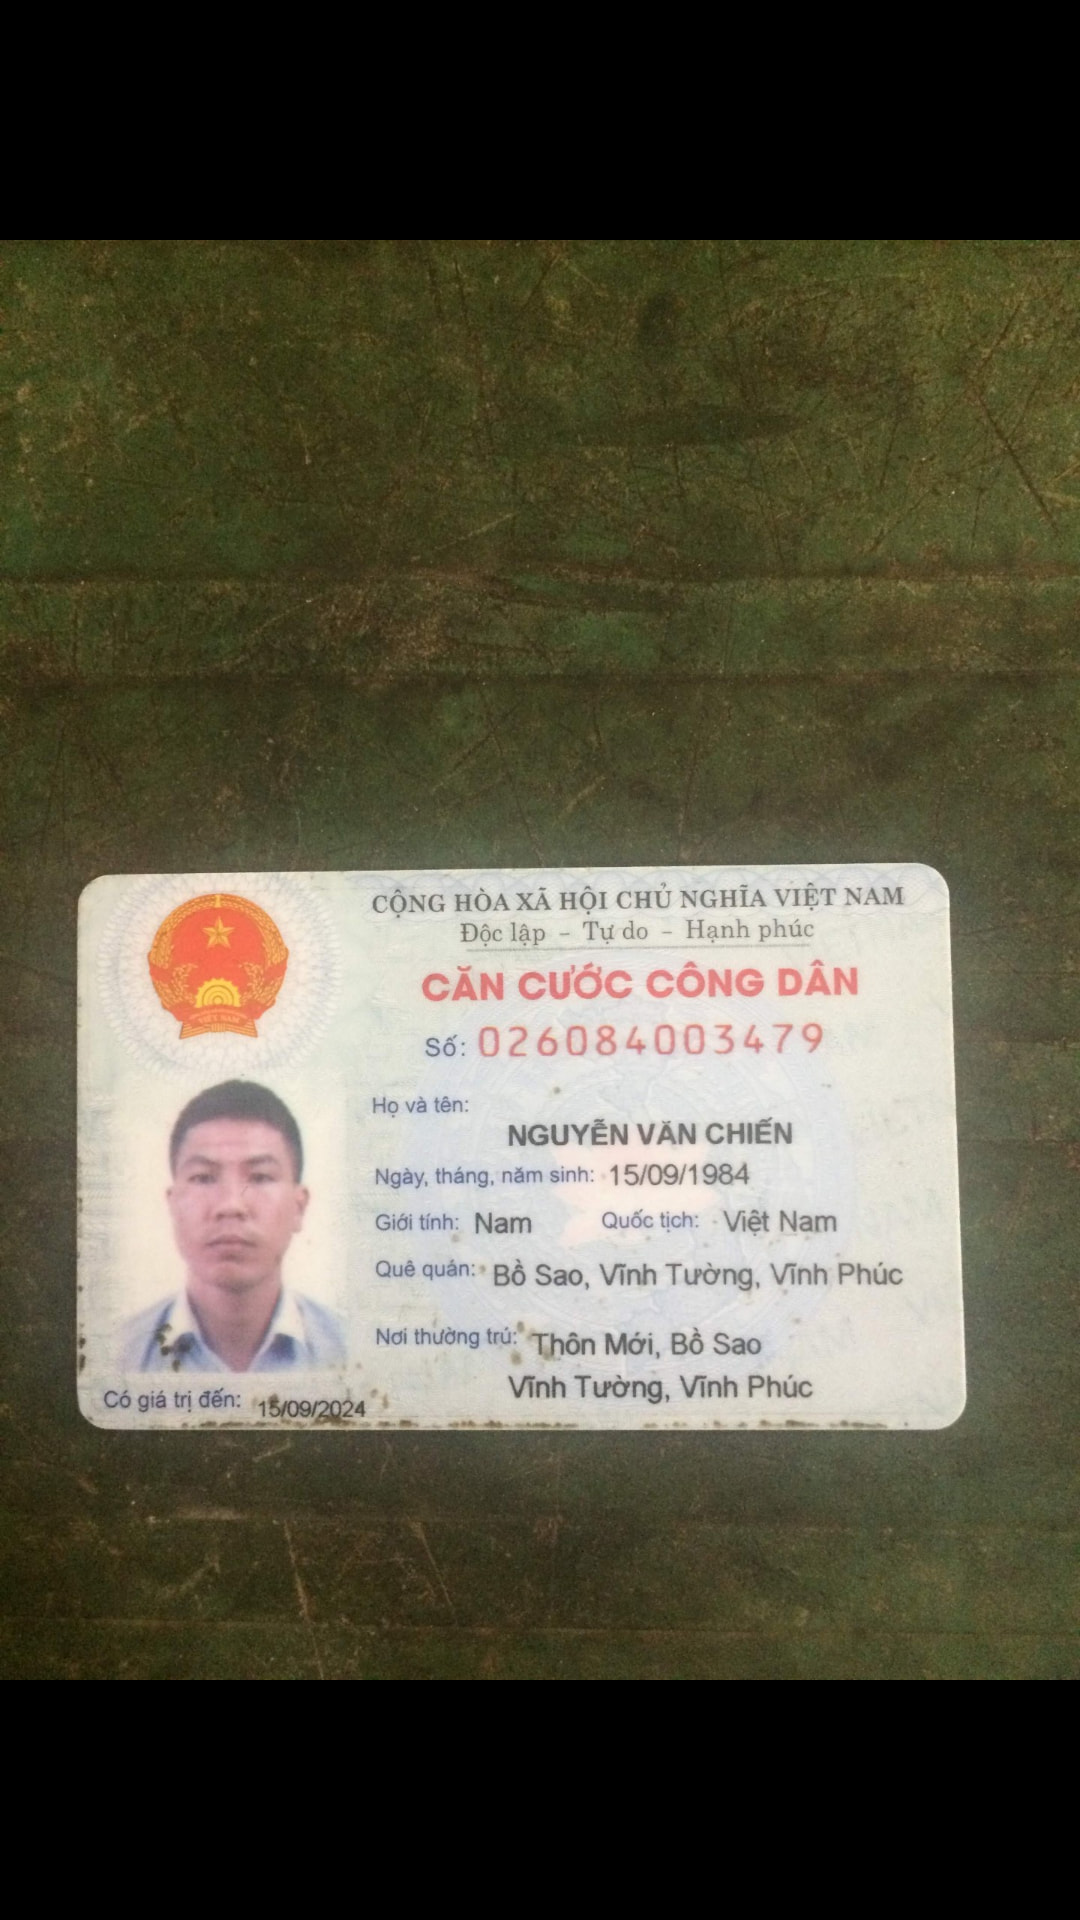 CỘNG HÒA XÃ HỘI CHỦ NGHĨA VIỆT NAM
Độc lập – Tự do – Hạnh phúc
CĂN CƯỚC CÔNG DÂN
Số: 026084003479
Họ và tên:
NGUYỄN VĂN CHIẾN
Ngày, tháng, năm sinh: 15/09/1984
Giới tính: Nam Quốc tịch: Việt Nam
Quê quán: Bồ Sao, Vĩnh Tường, Vĩnh Phúc
Nơi thường trú: Thôn Mới, Bồ Sao
Vĩnh Tường, Vĩnh Phúc
Có giá trị đến: 15/09/2024
VIỆT NAM